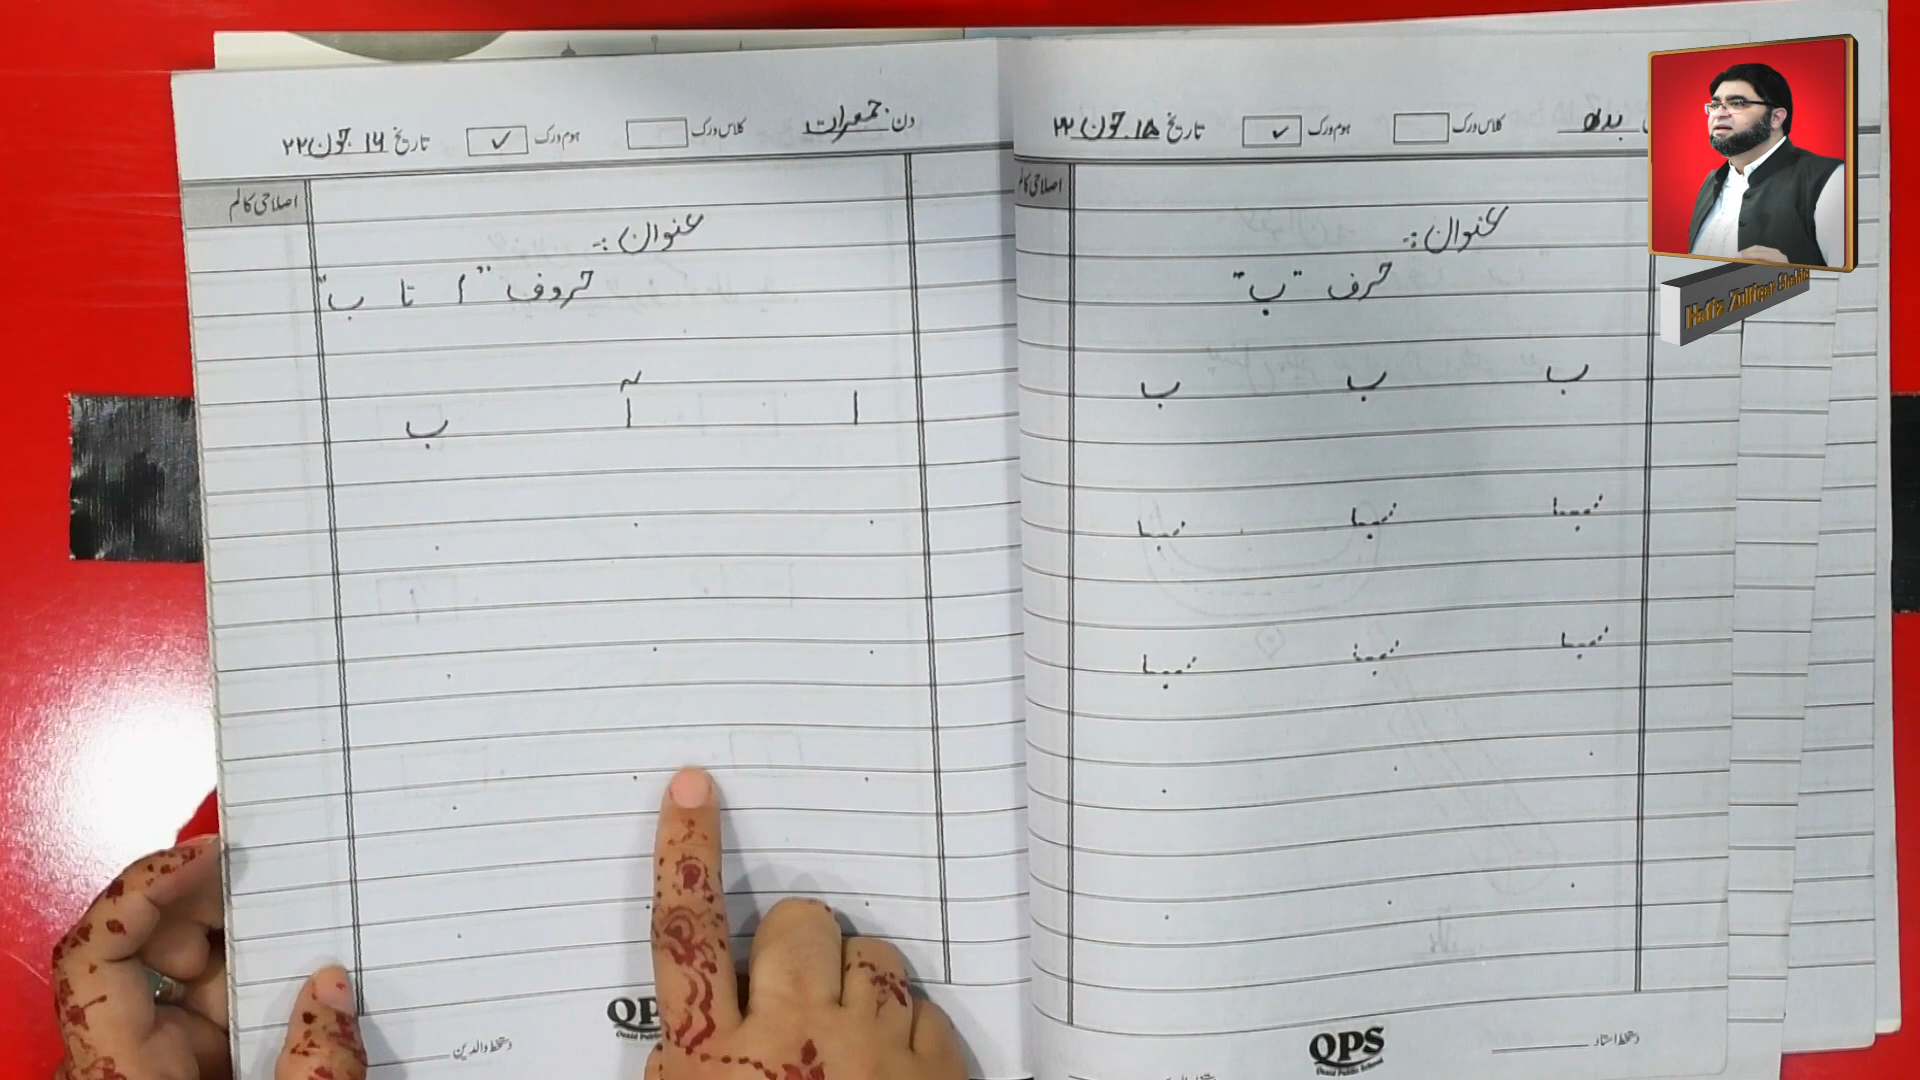 بدھ
کلاس ورک ہوم ورک ✓ تاریخ ۱۵ جون ۲۲
اصلاحی کالم
عنوان :-
حرف "ب"
ب ب ب
ب ب ب
ب ب ب
دستخط استاد
QPS
دن جمعرات کلاس ورک ہوم ورک ✓ تاریخ ۱۶ جون ۲۲
اصلاحی کالم
عنوان :-
حروف "ا تا ب"
ا آ ب
دستخط والدین
QP
Hafiz Zulfiqar Shahid